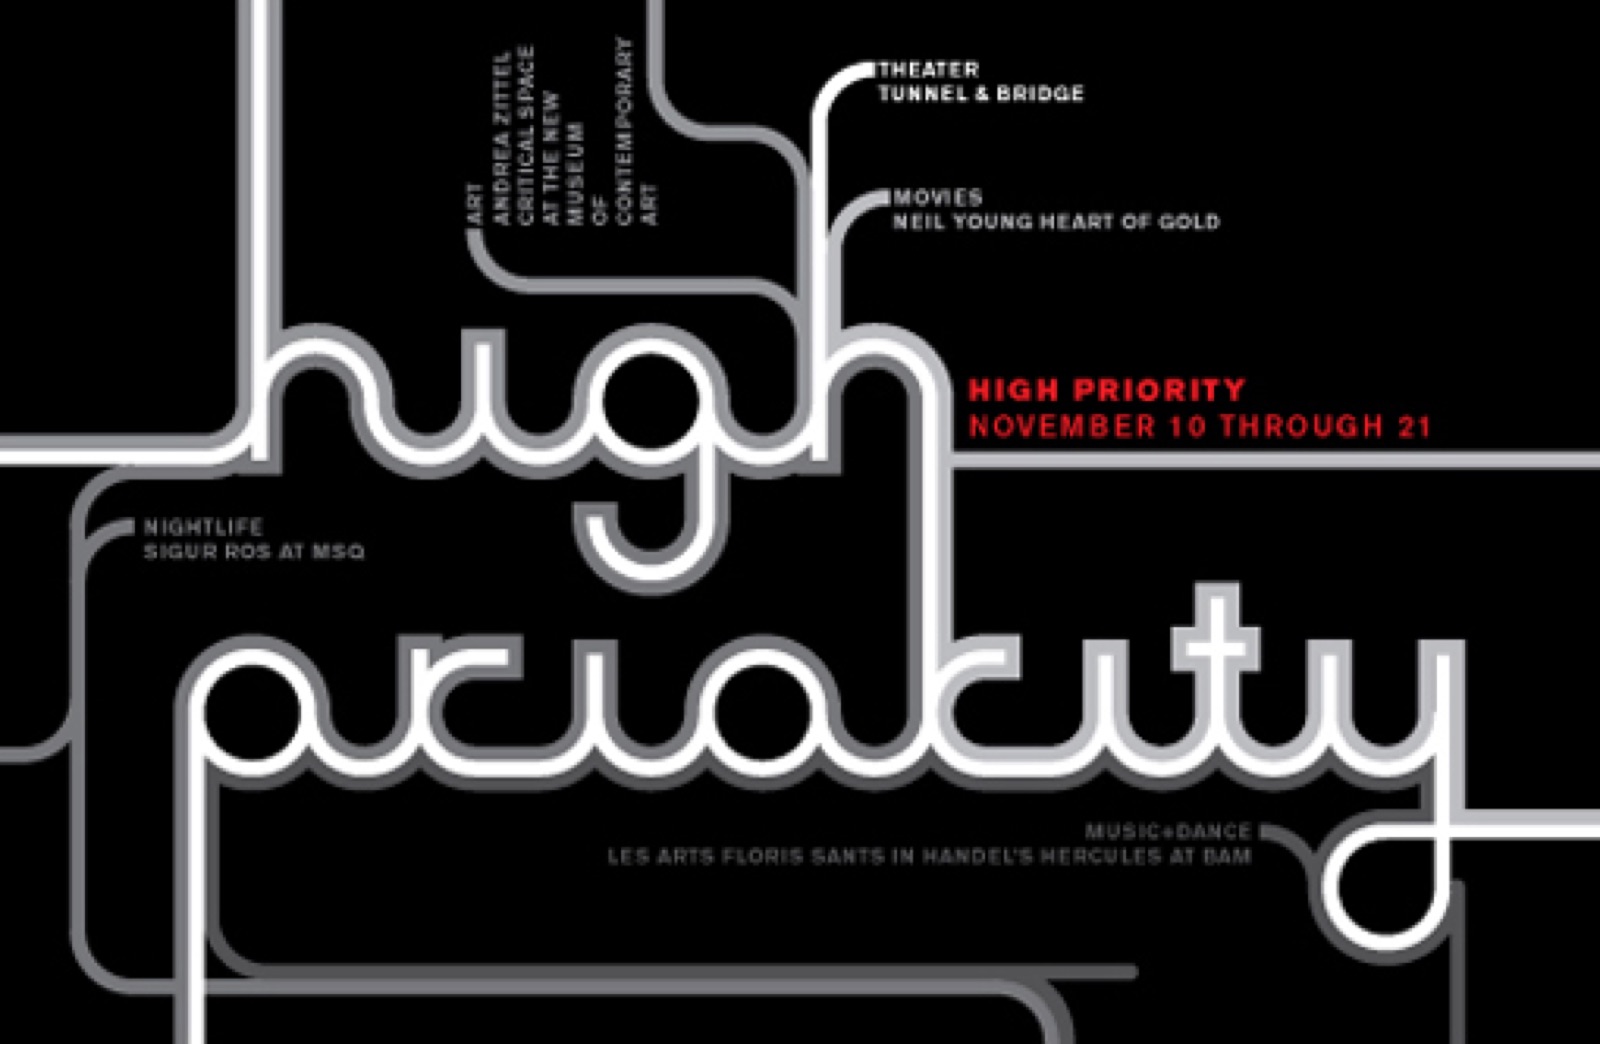 ART
ANDREA ZITTEL
CRITICAL SPACE
AT THE NEW
MUSEUM
OF
CONTEMPORARY
ART
THEATER
TUNNEL & BRIDGE
MOVIES
NEIL YOUNG HEART OF GOLD
high
HIGH PRIORITY
NOVEMBER 10 THROUGH 21
NIGHTLIFE
SIGUR ROS AT MSQ
priority
MUSIC+DANCE
LES ARTS FLORIS SANTS IN HANDEL'S HERCULES AT BAM